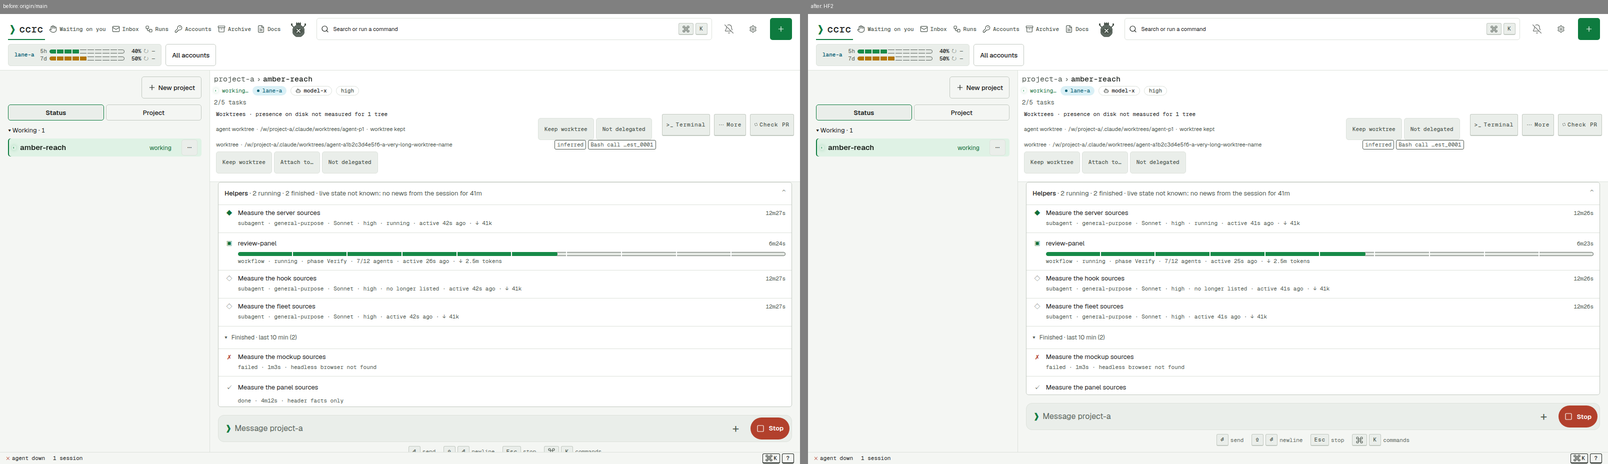 before origin/main
ccrc Waiting on you Inbox Runs Accounts Archive Docs Search or run a command ⌘ K +
lane-a 5h 40% –
7d 50% –
All accounts
+ New project
Status Project
Working · 1
amber-reach working
project-a › amber-reach
working… lane-a model-x high
2/5 tasks
Worktrees · presence on disk not measured for 1 tree
agent worktree · /w/project-a/.claude/worktrees/agent-p1 · worktree kept
Keep worktree Not delegated
>_ Terminal ··· More Check PR
worktree · /w/project-a/.claude/worktrees/agent-a1b2c3d4e5f6-a-very-long-worktree-name
inferred Bash call …est_0001
Keep worktree Attach to… Not delegated
Helpers · 2 running · 2 finished · live state not known: no news from the session for 41m
Measure the server sources 12m27s
subagent · general-purpose · Sonnet · high · running · active 42s ago · ↓ 41k
review-panel 6m24s
workflow · running · phase Verify · 7/12 agents · active 26s ago · ↓ 2.5m tokens
Measure the hook sources 12m27s
subagent · general-purpose · Sonnet · high · no longer listed · active 42s ago · ↓ 41k
Measure the fleet sources 12m27s
subagent · general-purpose · Sonnet · high · active 42s ago · ↓ 41k
Finished · last 10 min (2)
✗ Measure the mockup sources
failed · 1m3s · headless browser not found
✓ Measure the panel sources
done · 4m12s · header facts only
Message project-a + Stop
send newline Esc stop ⌘ K commands
× agent down 1 session ⌘K ?
after HF2
ccrc Waiting on you Inbox Runs Accounts Archive Docs Search or run a command ⌘ K +
lane-a 5h 40% –
7d 50% –
All accounts
+ New project
Status Project
Working · 1
amber-reach working
project-a › amber-reach
working… lane-a model-x high
2/5 tasks
Worktrees · presence on disk not measured for 1 tree
agent worktree · /w/project-a/.claude/worktrees/agent-p1 · worktree kept
Keep worktree Not delegated
>_ Terminal ··· More Check PR
worktree · /w/project-a/.claude/worktrees/agent-a1b2c3d4e5f6-a-very-long-worktree-name
inferred Bash call …est_0001
Keep worktree Attach to… Not delegated
Helpers · 2 running · 2 finished · live state not known: no news from the session for 41m
Measure the server sources 12m26s
subagent · general-purpose · Sonnet · high · running · active 41s ago · ↓ 41k
review-panel 6m23s
workflow · running · phase Verify · 7/12 agents · active 25s ago · ↓ 2.5m tokens
Measure the hook sources 12m26s
subagent · general-purpose · Sonnet · high · no longer listed · active 41s ago · ↓ 41k
Measure the fleet sources 12m26s
subagent · general-purpose · Sonnet · high · active 41s ago · ↓ 41k
Finished · last 10 min (2)
✗ Measure the mockup sources
failed · 1m3s · headless browser not found
✓ Measure the panel sources
Message project-a + Stop
send newline Esc stop ⌘ K commands
× agent down 1 session ⌘K ?